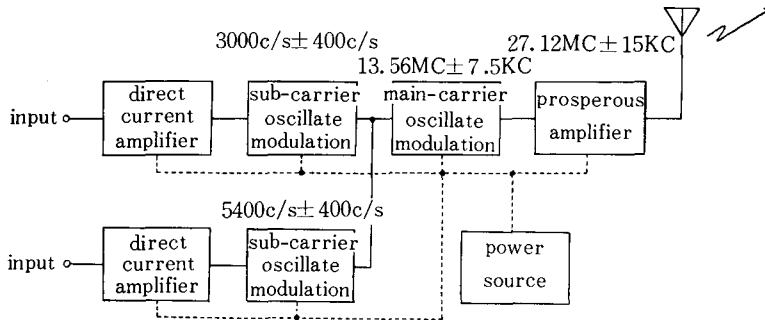 3000c/s± 400c/s
27.12MC± 15KC
13.56MC± 7.5KC
input
direct
current
amplifier
sub-carrier
oscillate
modulation
main-carrier
oscillate
modulation
prosperous
amplifier
5400c/s± 400c/s
input
direct
current
amplifier
sub-carrier
oscillate
modulation
power
source